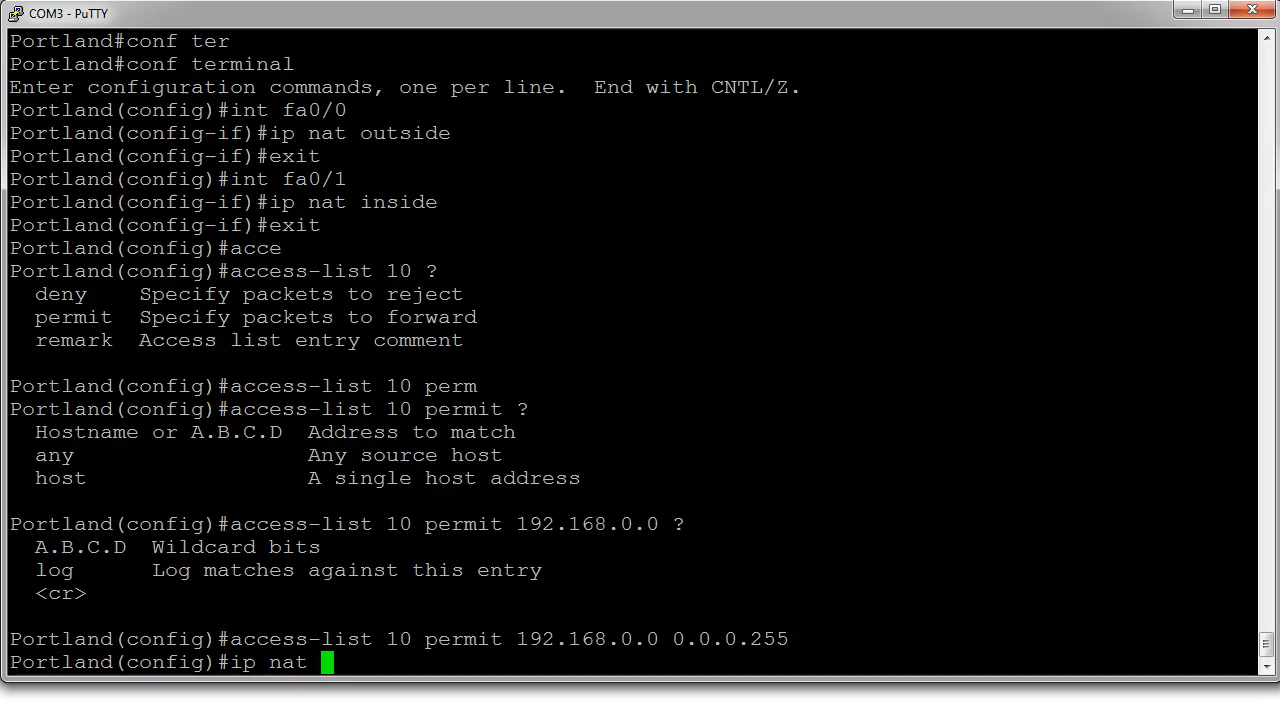 COM3 - PuTTY
Portland#conf ter
Portland#conf terminal
Enter configuration commands, one per line.  End with CNTL/Z.
Portland(config)#int fa0/0
Portland(config-if)#ip nat outside
Portland(config-if)#exit
Portland(config)#int fa0/1
Portland(config-if)#ip nat inside
Portland(config-if)#exit
Portland(config)#acce
Portland(config)#access-list 10 ?
  deny    Specify packets to reject
  permit  Specify packets to forward
  remark  Access list entry comment
Portland(config)#access-list 10 perm
Portland(config)#access-list 10 permit ?
  Hostname or A.B.C.D  Address to match
  any                  Any source host
  host                 A single host address
Portland(config)#access-list 10 permit 192.168.0.0 ?
  A.B.C.D  Wildcard bits
  log      Log matches against this entry
  <cr>
Portland(config)#access-list 10 permit 192.168.0.0 0.0.0.255
Portland(config)#ip nat